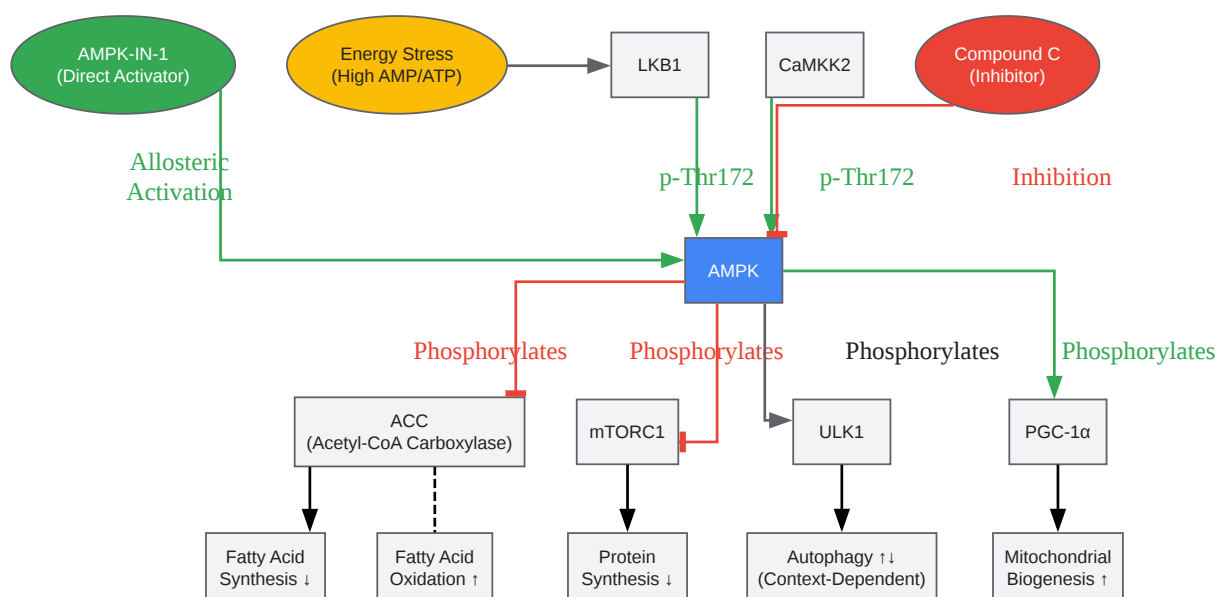 AMPK-IN-1
(Direct Activator)
Energy Stress
(High AMP/ATP)
LKB1
CaMKK2
Compound C
(Inhibitor)
Allosteric
Activation
p-Thr172
p-Thr172
Inhibition
AMPK
Phosphorylates
Phosphorylates
Phosphorylates
Phosphorylates
ACC
(Acetyl-CoA Carboxylase)
mTORC1
ULK1
PGC-1α
Fatty Acid
Synthesis ↓
Fatty Acid
Oxidation ↑
Protein
Synthesis ↓
Autophagy ↑↓
(Context-Dependent)
Mitochondrial
Biogenesis ↑